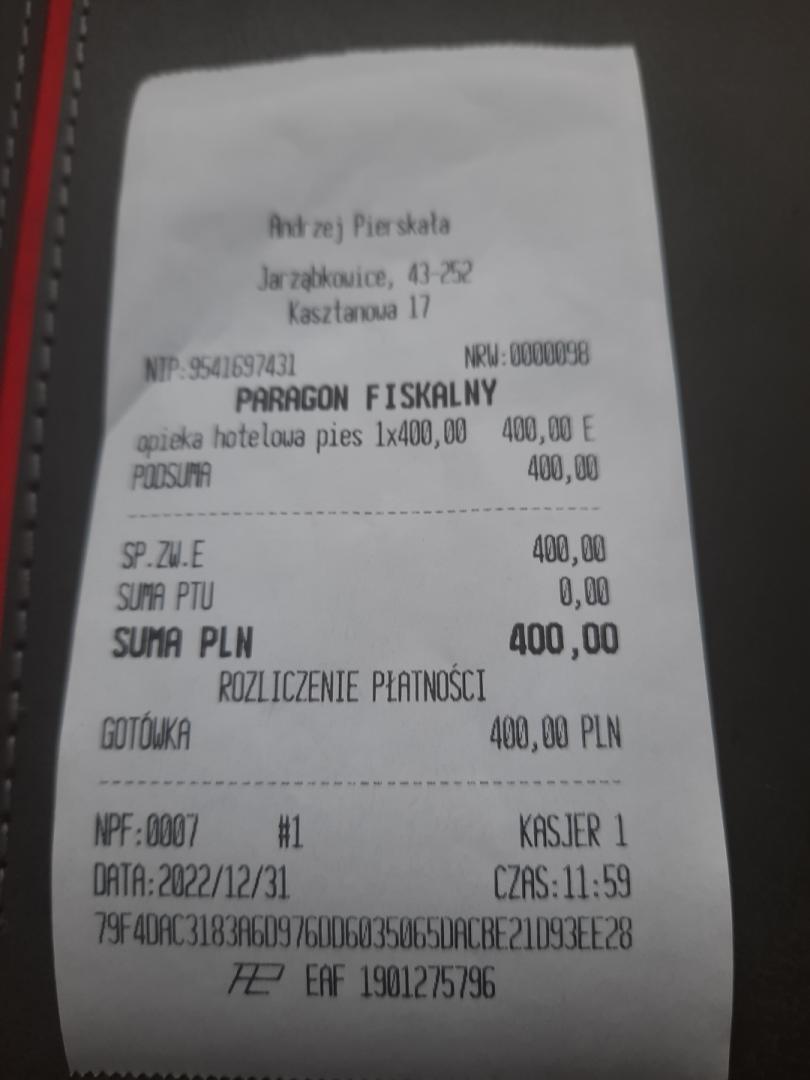 Andrzej Pierskała
Jarząbkowice, 43-252
Kasztanowa 17
NIP:9541697431 NRW:0000098
PARAGON FISKALNY
opieka hotelowa pies 1x400,00 400,00 E
PODSUMA 400,00
SP.ZW.E 400,00
SUMA PTU 0,00
SUMA PLN 400,00
ROZLICZENIE PŁATNOŚCI
GOTÓWKA 400,00 PLN
NPF:0007 #1 KASJER 1
DATA:2022/12/31 CZAS:11:59
79F4DAC3183A6D976DD6035065DACBE21D93EE28
EAF 1901275796